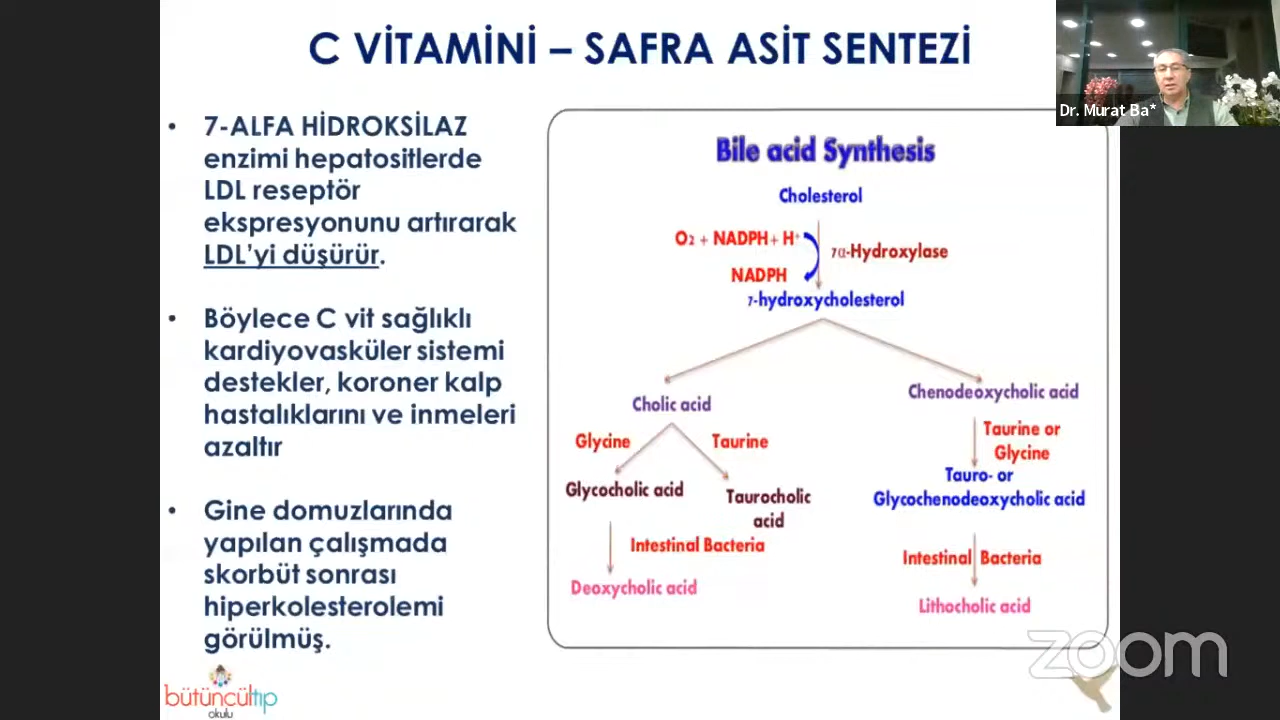 C VİTAMİNİ – SAFRA ASİT SENTEZİ
Dr. Murat Ba*
• 7-ALFA HİDROKSİLAZ
enzimi hepatositlerde
LDL reseptör
ekspresyonunu artırarak
LDL'yi düşürür.
• Böylece C vit sağlıklı
kardiyovasküler sistemi
destekler, koroner kalp
hastalıklarını ve inmeleri
azaltır
• Gine domuzlarında
yapılan çalışmada
skorbüt sonrası
hiperkolesterolemi
görülmüş.
Bile acid Synthesis
Cholesterol
O2 + NADPH + H+
7α-Hydroxylase
NADPH
7-hydroxycholesterol
Cholic acid
Chenodeoxycholic acid
Glycine
Taurine
Taurine or
Glycine
Glycocholic acid
Taurocholic
acid
Tauro- or
Glycochenodeoxycholic acid
Intestinal Bacteria
Intestinal Bacteria
Deoxycholic acid
Lithocholic acid
bütüncültıp
okulu
zoom